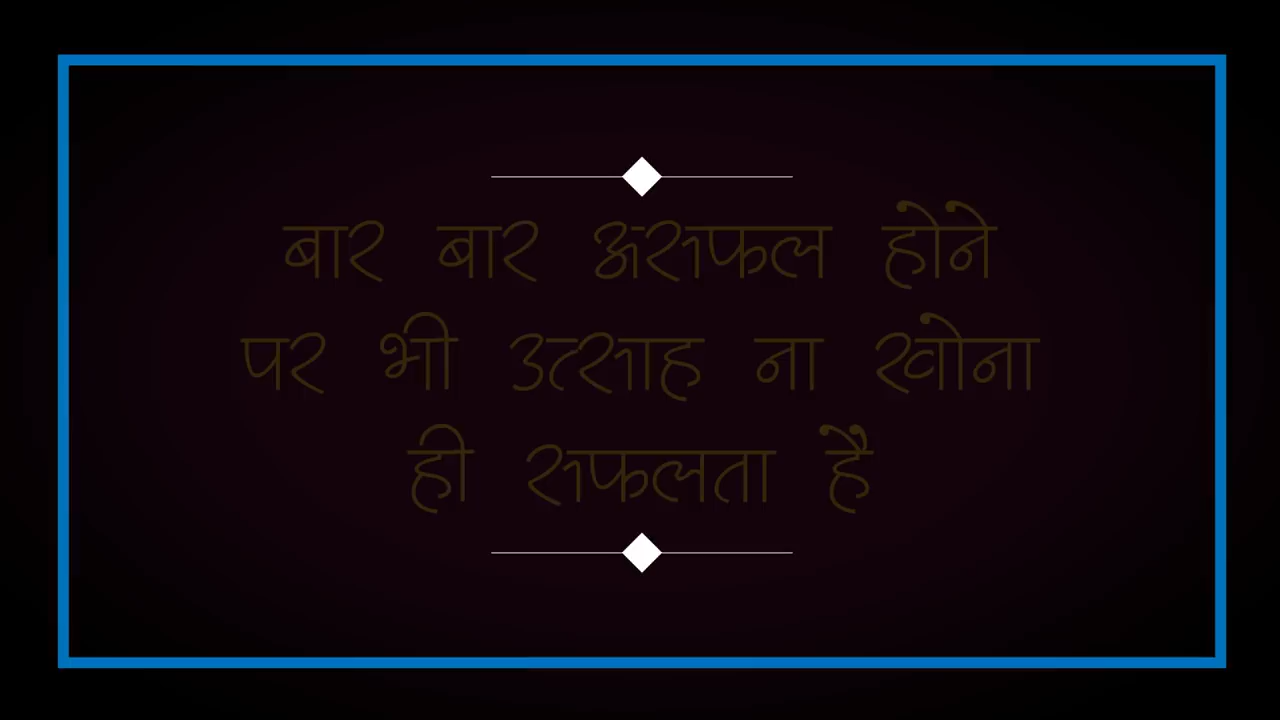 बार बार असफल होने
पर भी उत्साह ना खोना
ही सफलता है